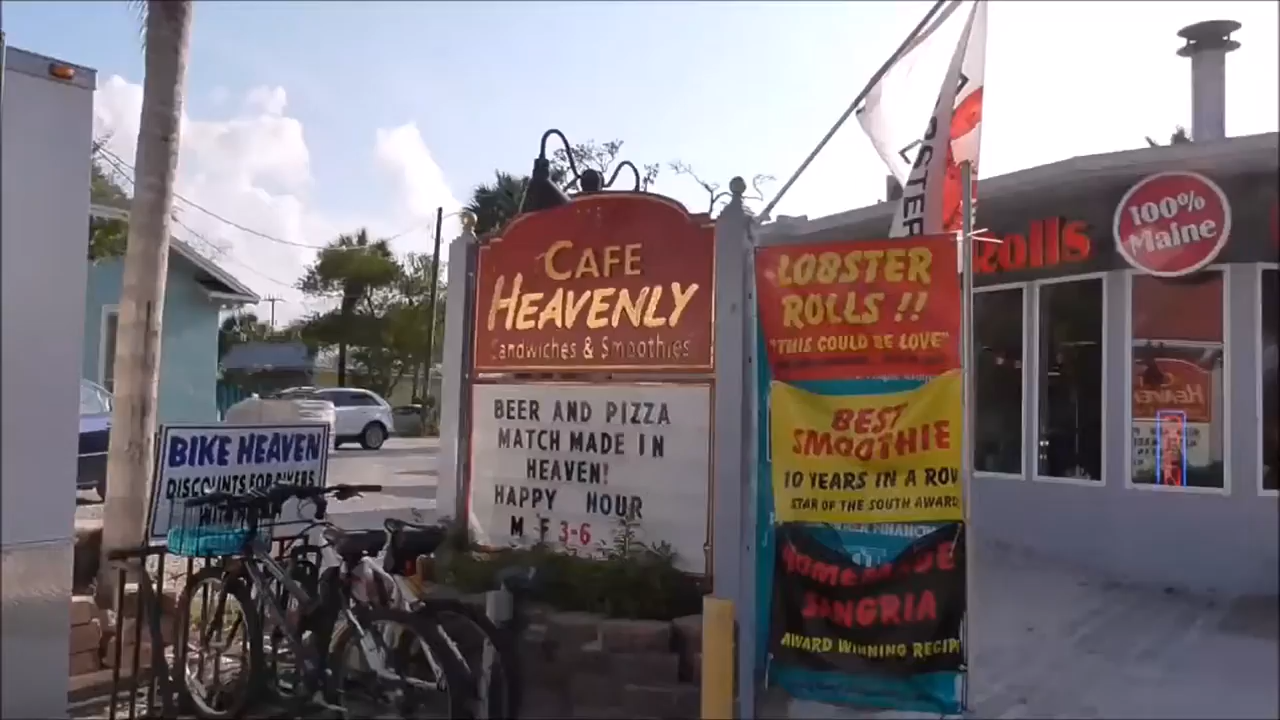 CAFE
HEAVENLY
Sandwiches & Smoothies
BEER AND PIZZA
MATCH MADE IN
HEAVEN!
HAPPY HOUR
M F 3-6
BIKE HEAVEN
DISCOUNTS FOR BIKERS
LOBSTER
ROLLS !!
"THIS COULD BE LOVE"
BEST
SMOOTHIE
10 YEARS IN A ROW
STAR OF THE SOUTH AWARD
HOMEMADE
SANGRIA
AWARD WINNING RECIP
Rolls
100%
Maine